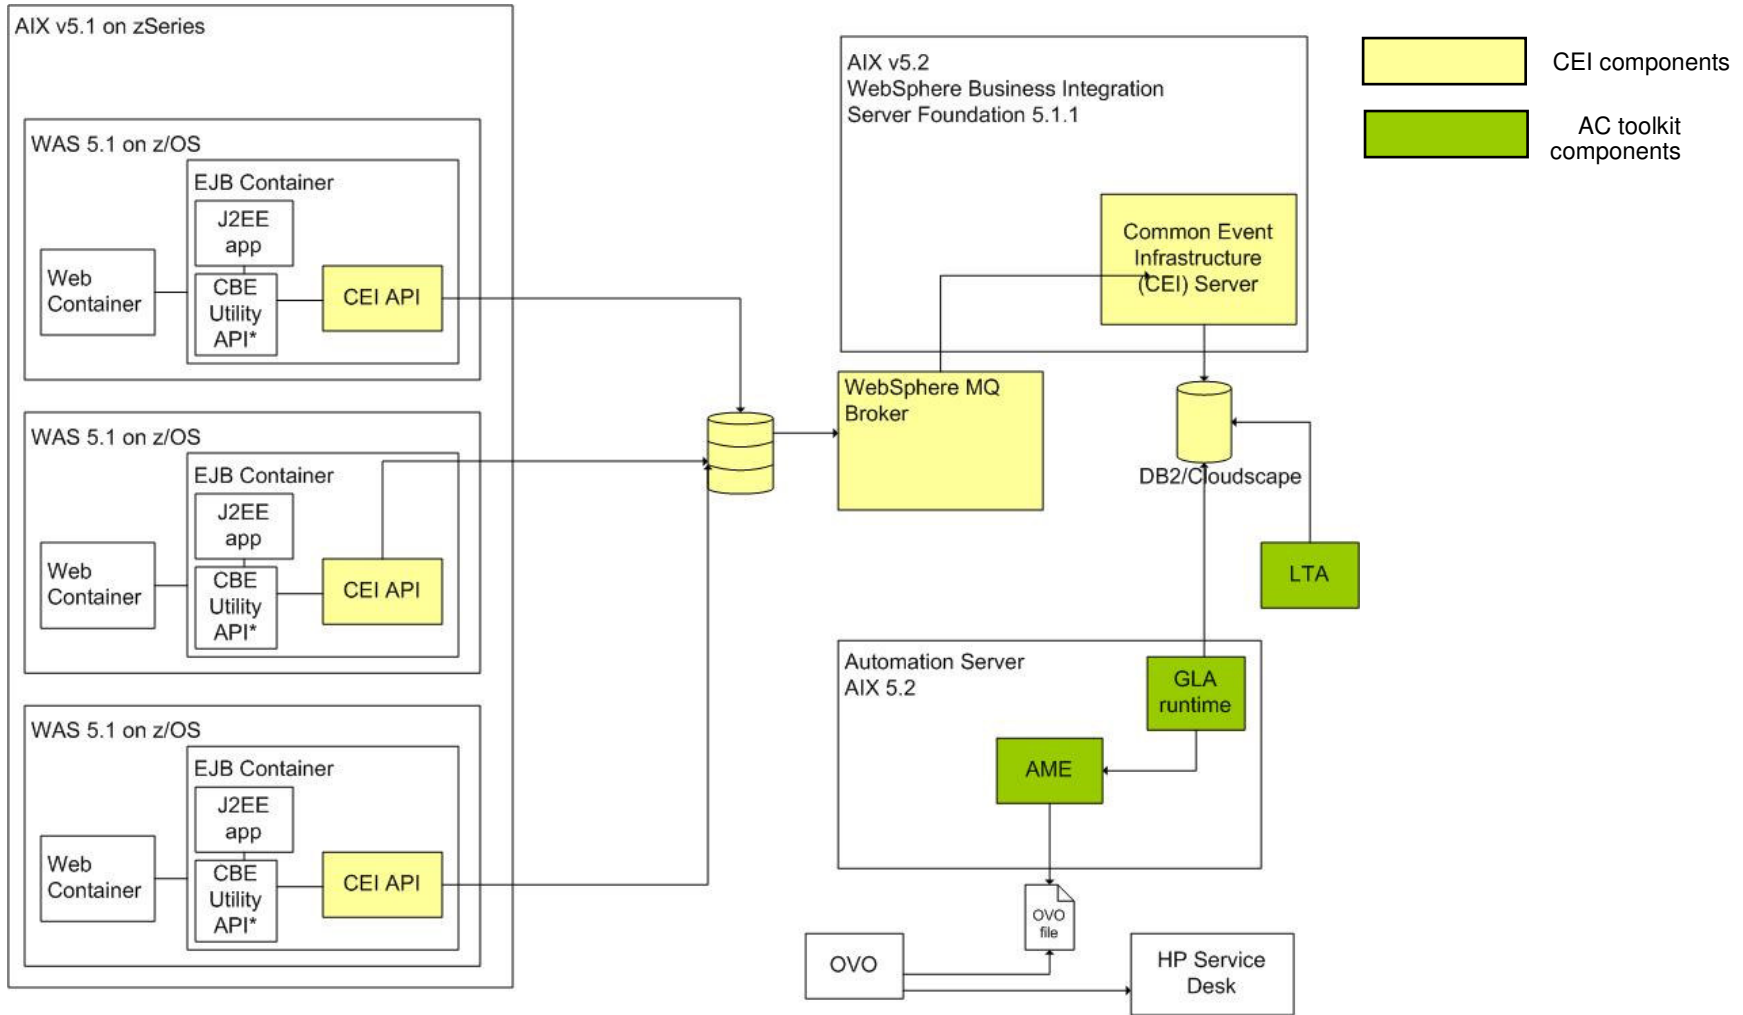 AIX v5.1 on zSeries
WAS 5.1 on z/OS
EJB Container
J2EE
app
Web
Container
CBE
Utility
API*
CEI API
WAS 5.1 on z/OS
EJB Container
J2EE
app
Web
Container
CBE
Utility
API*
CEI API
WAS 5.1 on z/OS
EJB Container
J2EE
app
Web
Container
CBE
Utility
API*
CEI API
AIX v5.2
WebSphere Business Integration
Server Foundation 5.1.1
Common Event
Infrastructure
(CEI) Server
WebSphere MQ
Broker
DB2/Cloudscape
LTA
Automation Server
AIX 5.2
GLA
runtime
AME
OVO
file
OVO
HP Service
Desk
CEI components
AC toolkit
components